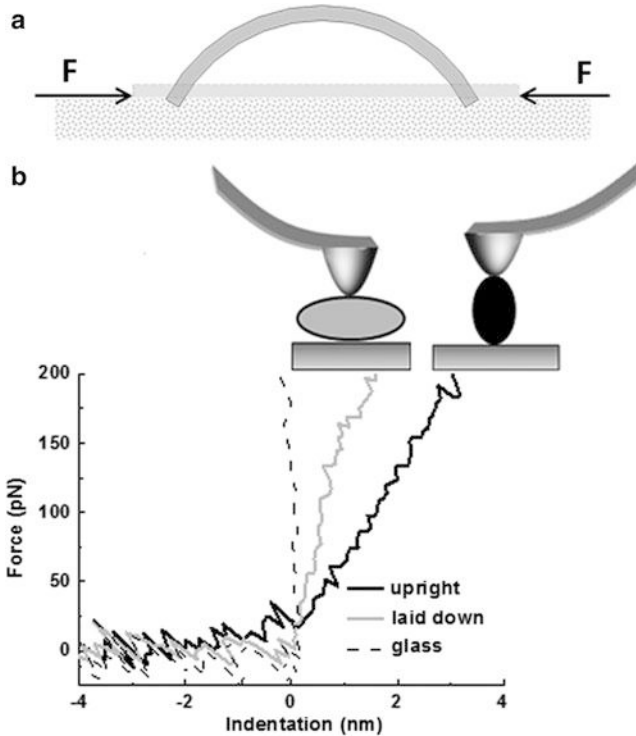 a
F F
b
200
150
100
50
0
Force (pN)
upright
laid down
glass
-4 -2 0 2 4
Indentation (nm)